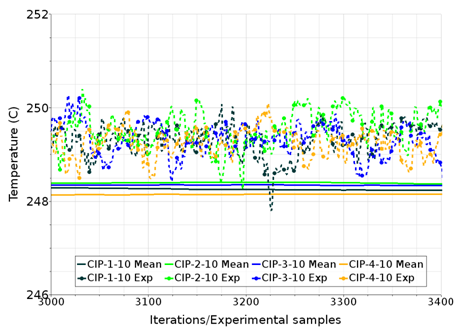 252
250
248
246
Temperature (C)
CIP-1-10 Mean CIP-2-10 Mean CIP-3-10 Mean CIP-4-10 Mean
CIP-1-10 Exp CIP-2-10 Exp CIP-3-10 Exp CIP-4-10 Exp
3000 3100 3200 3300 3400
Iterations/Experimental samples